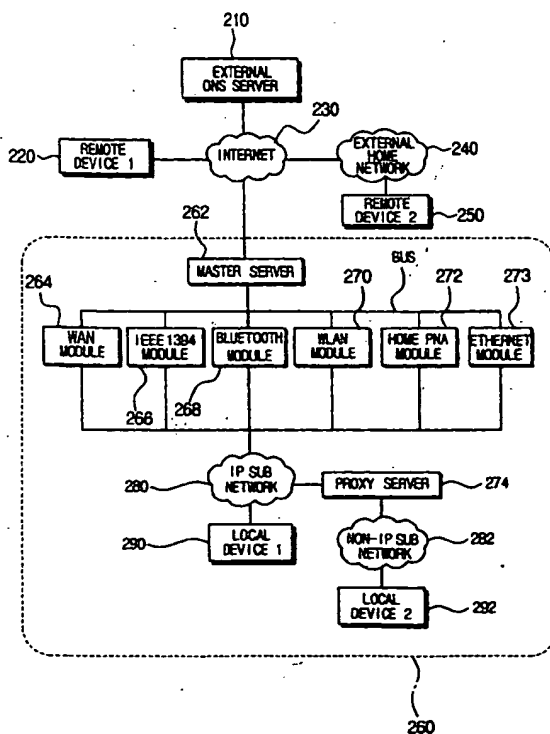 210
EXTERNAL
DNS SERVER
230
220
REMOTE
DEVICE 1
INTERNET
EXTERNAL
HOME
NETWORK
240
REMOTE
DEVICE 2
250
262
MASTER SERVER
264
270
BUS
272
273
WAN
MODULE
IEEE1394
MODULE
BLUETOOTH
MODULE
WLAN
MODULE
HOME PNA
MODULE
ETHERNET
MODULE
266
268
280
IP SUB
NETWORK
PROXY SERVER
274
290
LOCAL
DEVICE 1
NON-IP SUB
NETWORK
282
LOCAL
DEVICE 2
292
260